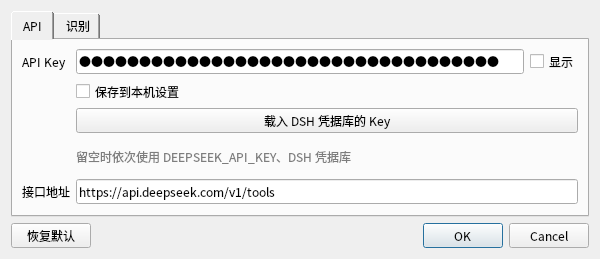 API 识别
API Key ●●●●●●●●●●●●●●●●●●●●●●●●●●●●●●●●●●● 显示
保存到本机设置
载入 DSH 凭据库的 Key
留空时依次使用 DEEPSEEK_API_KEY、DSH 凭据库
接口地址 https://api.deepseek.com/v1/tools
恢复默认 OK Cancel